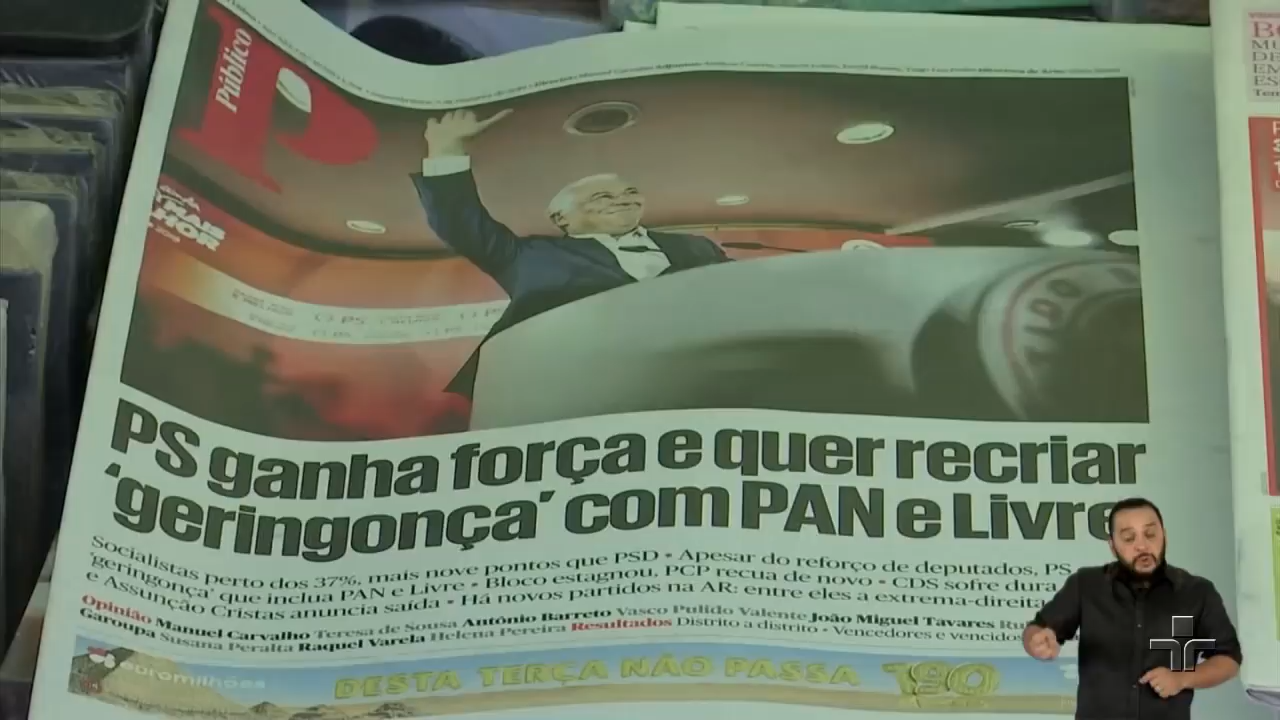 Público
P
MAIS
PS
PS ganha força e quer recriar
'geringonça' com PAN e Livre
Socialistas perto dos 37%, mais nove pontos que PSD • Apesar do reforço de deputados, PS
'geringonça' que inclua PAN e Livre • Bloco estagnou, PCP recua de novo • CDS sofre dura
e Assunção Cristas anuncia saída • Há novos partidos na AR: entre eles a extrema-direita
Opinião Manuel Carvalho Teresa de Sousa António Barreto Vasco Pulido Valente João Miguel Tavares
Garoupa Susana Peralta Raquel Varela Helena Pereira Resultados Distrito a distrito • Vencedores e vencidos
euromilhões DESTA TERÇA NÃO PASSA 190